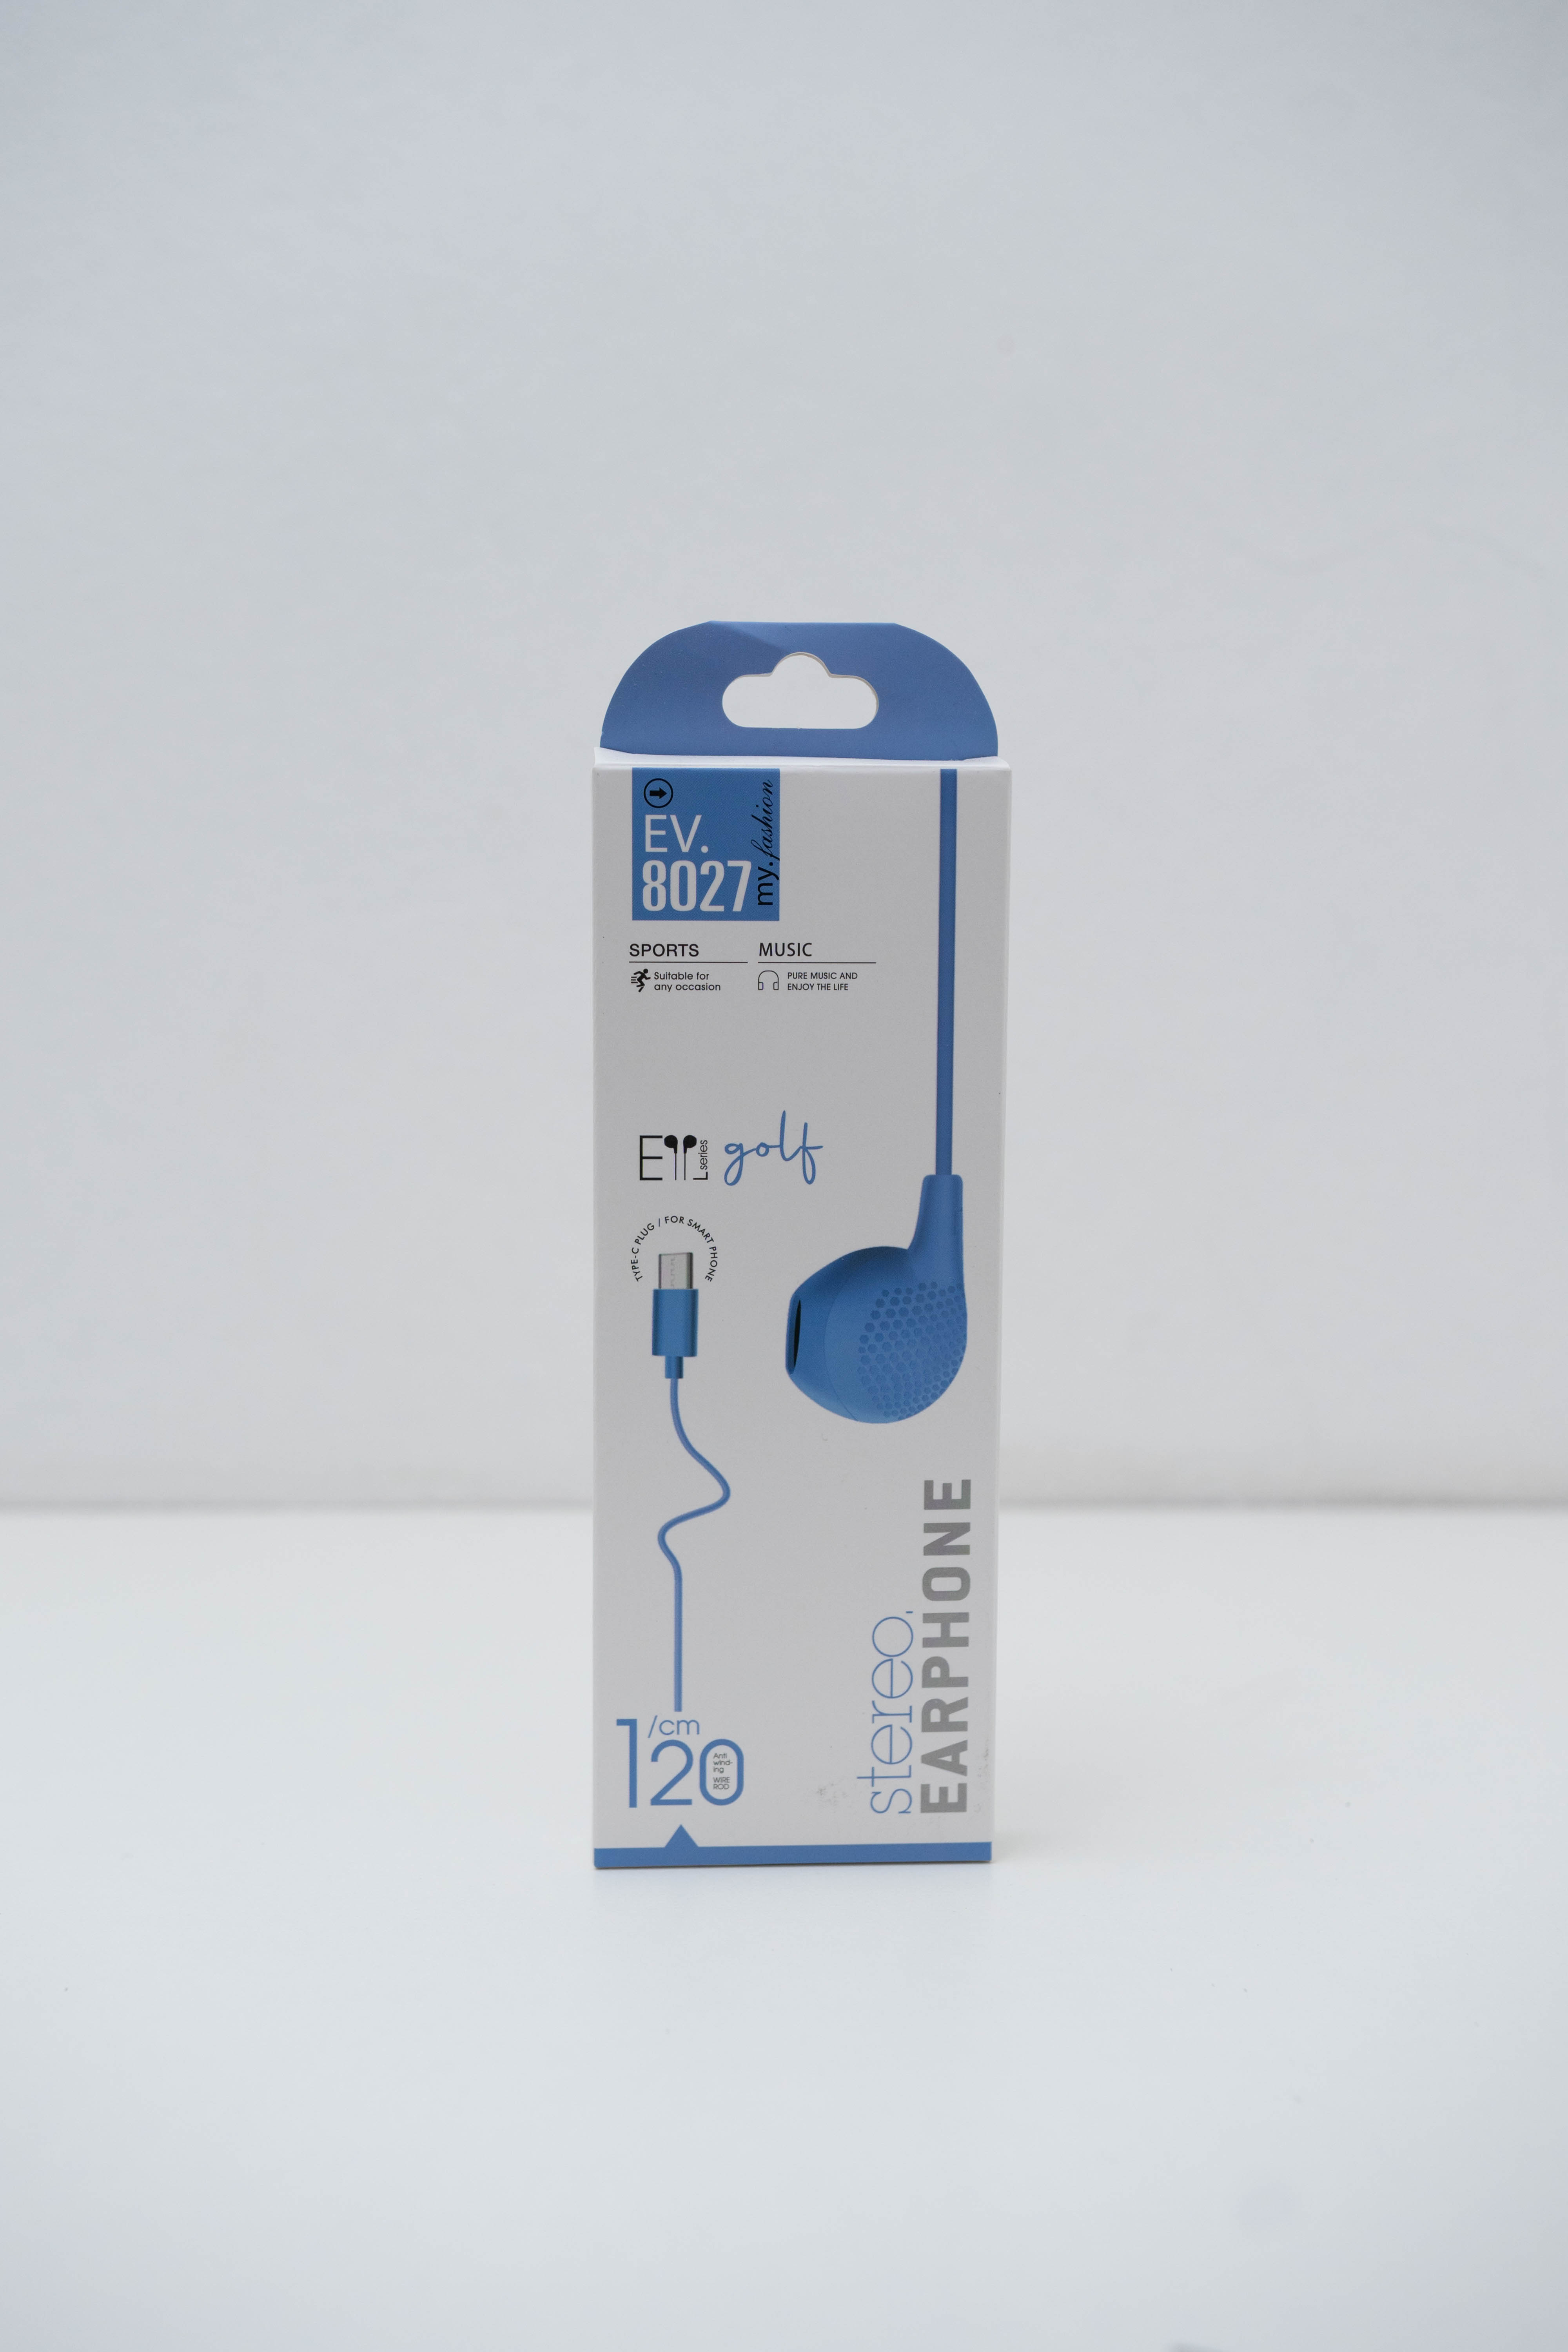 EV.
8027
my.fashion
SPORTS
Suitable for
any occasion
MUSIC
PURE MUSIC AND
ENJOY THE LIFE
E
L series
golf
TYPE-C PLUG / FOR SMART PHONE
120/cm
Anti
wind-
ing
WIRE
ROD
stereo.
EARPHONE